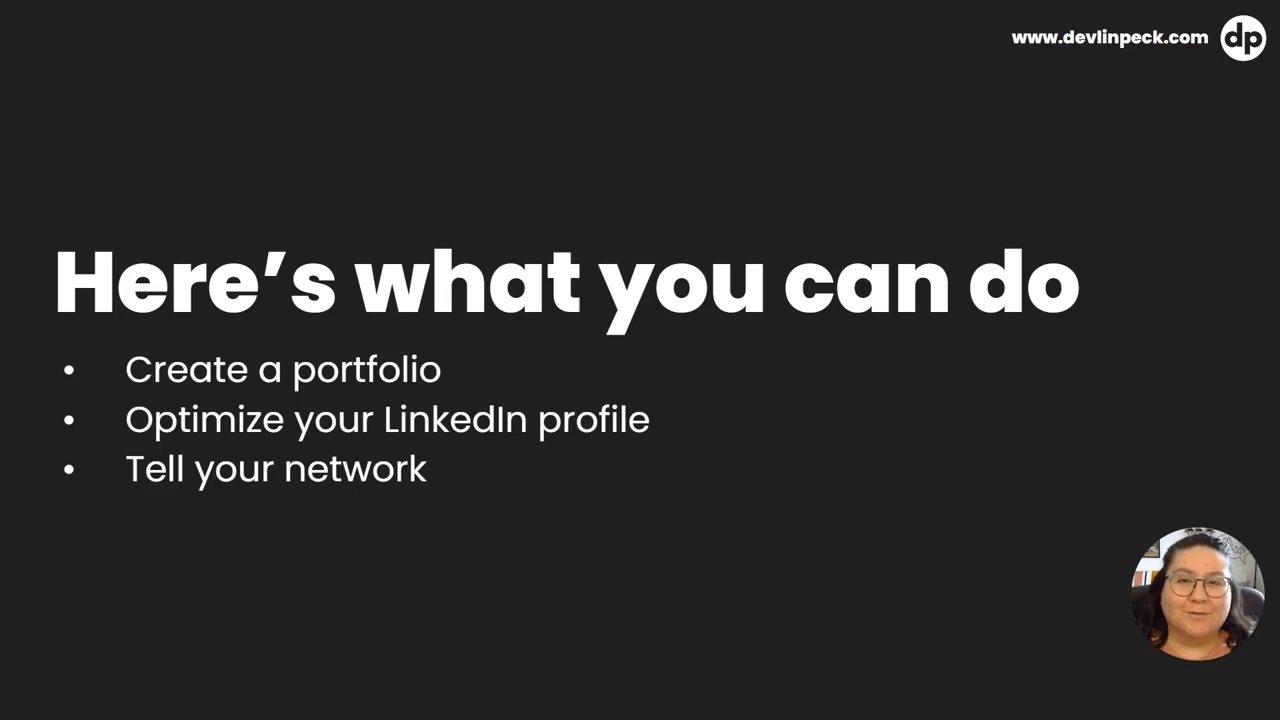 www.devlinpeck.com dp
Here’s what you can do
• Create a portfolio
• Optimize your LinkedIn profile
• Tell your network